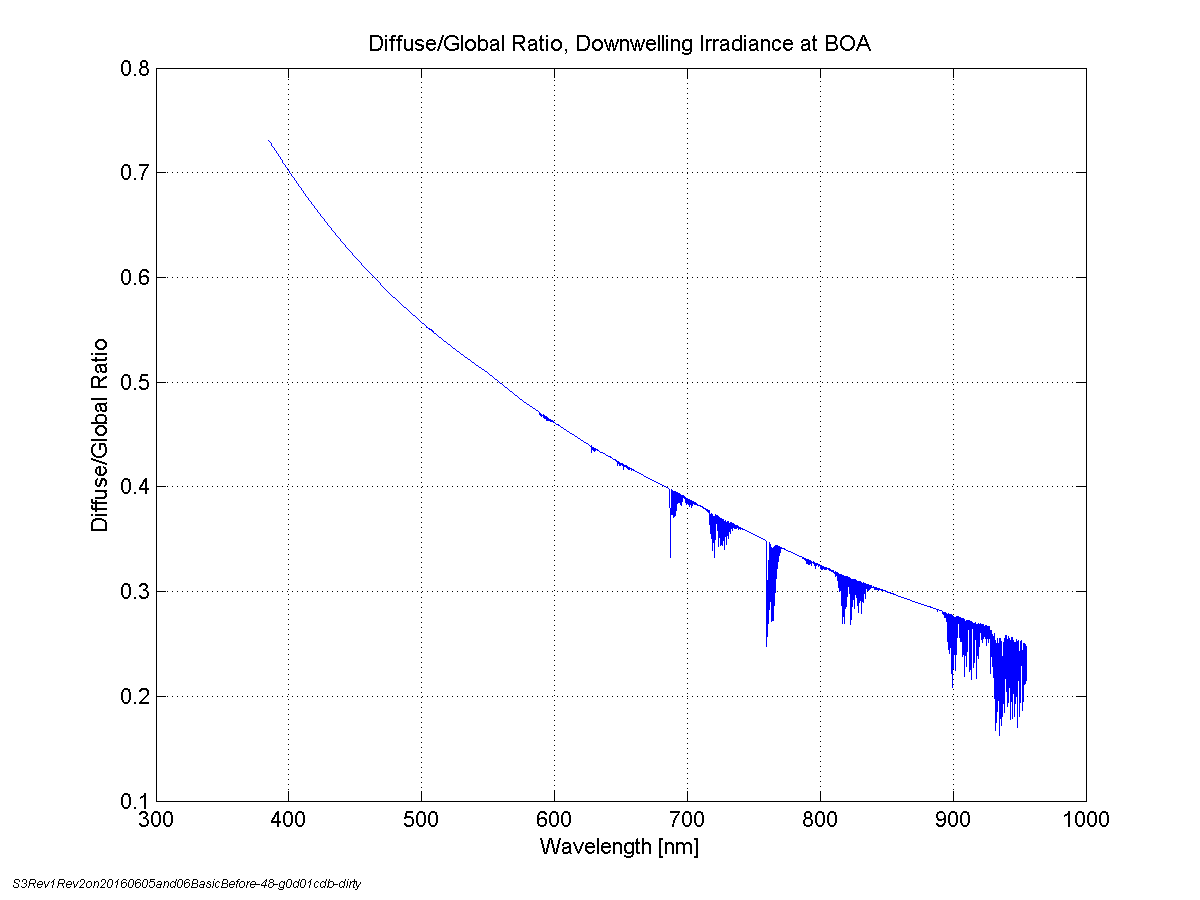 Diffuse/Global Ratio, Downwelling Irradiance at BOA
0.8
0.7
0.6
0.5
0.4
0.3
0.2
0.1
Diffuse/Global Ratio
300 400 500 600 700 800 900 1000
Wavelength [nm]
S3Rev1Rev2on20160605and06BasicBefore-48-g0d01cdb-dirty